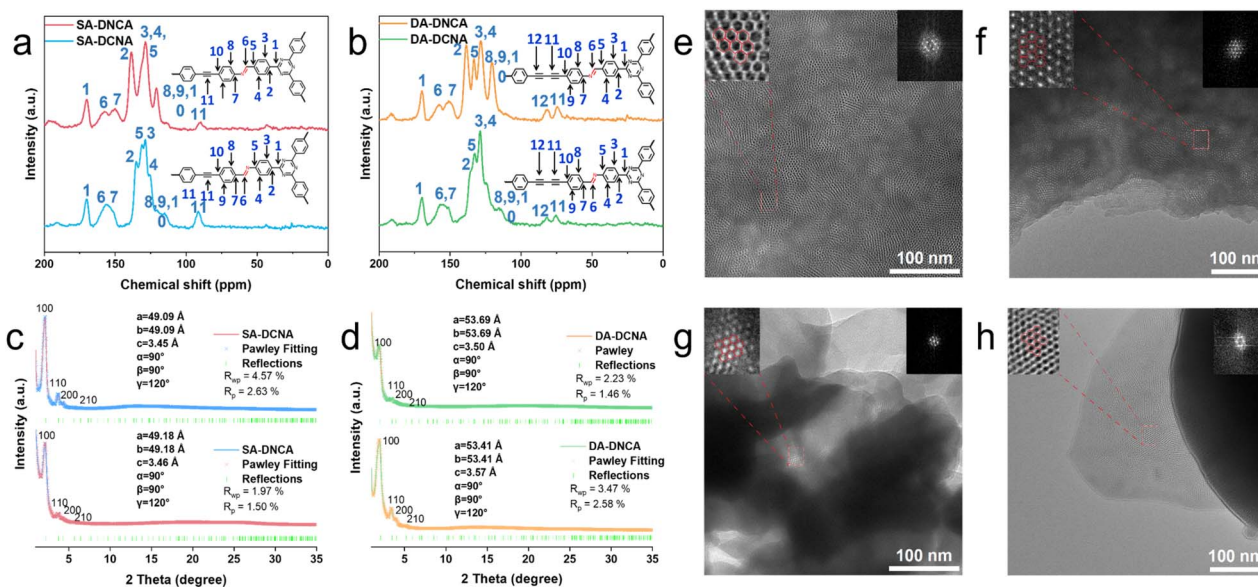 a
SA-DNCA
SA-DCNA
Intensity (a.u.)
1
6 7
2
3,4,
5
8,9,1
0
11
10 8 6 5 3 1
11 9 7 4 2
1
6 7
2
5 3
4
8,9,1
0
11
10 8 5 3 1
11 9 7 6 4 2
200 150 100 50 0
Chemical shift (ppm)
b
DA-DNCA
DA-DCNA
Intensity (a.u.)
1
6,7
2
3,4
5
8,9,1
0
12 11
12 11 10 8 6 5 3 1
9 7 4 2
1
6,7
2
3,4
5
8,9,1
0
12 11
12 11 10 8 5 3 1
9 7 6 4 2
200 150 100 50 0
Chemical shift (ppm)
c
Intensity (a.u.)
100
110
200
210
a=49.09 Å
b=49.09 Å
c=3.45 Å
α=90°
β=90°
γ=120°
SA-DCNA
Pawley Fitting
Reflections
Rwp = 4.57 %
Rp = 2.63 %
100
110
200
210
a=49.18 Å
b=49.18 Å
c=3.46 Å
α=90°
β=90°
γ=120°
SA-DNCA
Pawley Fitting
Reflections
Rwp = 1.97 %
Rp = 1.50 %
5 10 15 20 25 30 35
2 Theta (degree)
d
Intensity (a.u.)
100
110
200
210
a=53.69 Å
b=53.69 Å
c=3.50 Å
α=90°
β=90°
γ=120°
DA-DCNA
Pawley
Reflections
Rwp = 2.23 %
Rp = 1.46 %
100
110
200
210
a=53.41 Å
b=53.41 Å
c=3.57 Å
α=90°
β=90°
γ=120°
DA-DNCA
Pawley Fitting
Reflections
Rwp = 3.47 %
Rp = 2.58 %
5 10 15 20 25 30 35
2 Theta (degree)
e
100 nm
f
100 nm
g
100 nm
h
100 nm